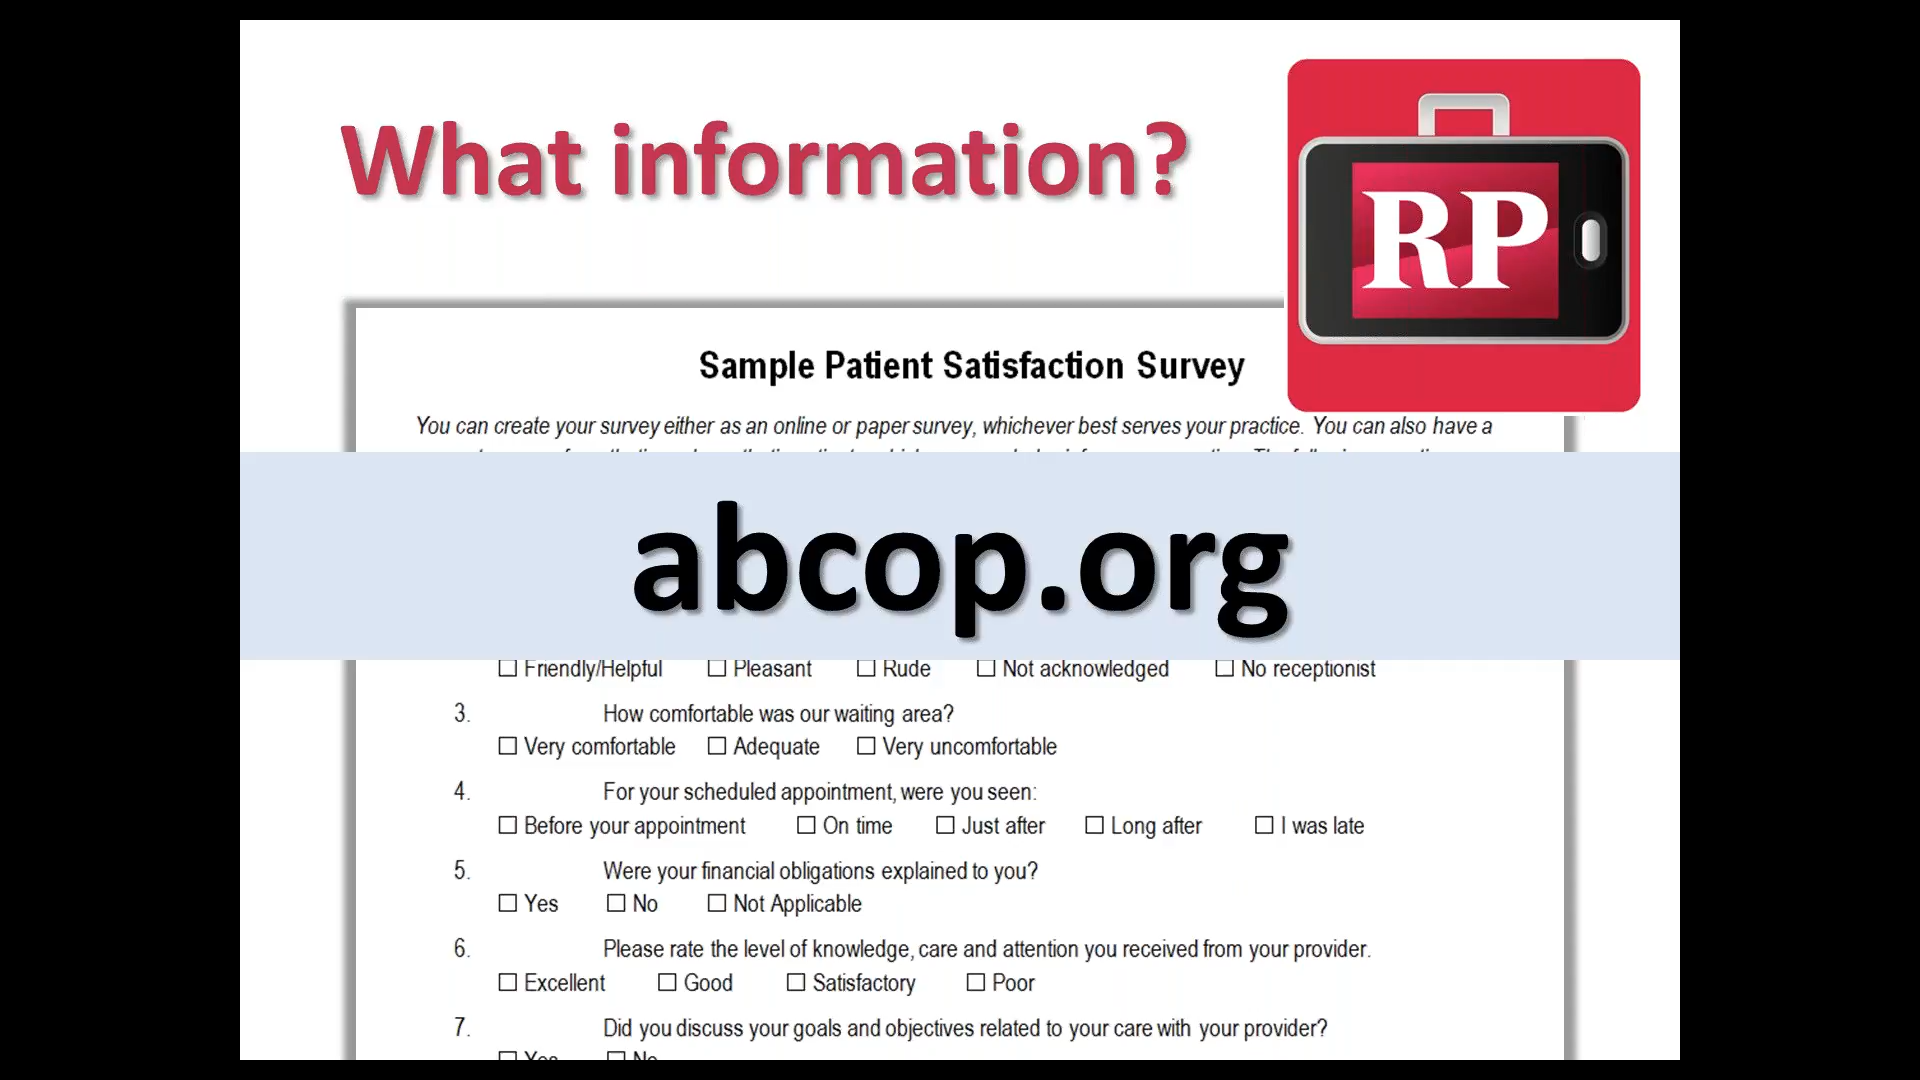 What information?
RP
Sample Patient Satisfaction Survey
You can create your survey either as an online or paper survey, whichever best serves your practice. You can also have a
abcop.org
☐ Friendly/Helpful ☐ Pleasant ☐ Rude ☐ Not acknowledged ☐ No receptionist
3. How comfortable was our waiting area?
☐ Very comfortable ☐ Adequate ☐ Very uncomfortable
4. For your scheduled appointment, were you seen:
☐ Before your appointment ☐ On time ☐ Just after ☐ Long after ☐ I was late
5. Were your financial obligations explained to you?
☐ Yes ☐ No ☐ Not Applicable
6. Please rate the level of knowledge, care and attention you received from your provider.
☐ Excellent ☐ Good ☐ Satisfactory ☐ Poor
7. Did you discuss your goals and objectives related to your care with your provider?
☐ Yes ☐ No